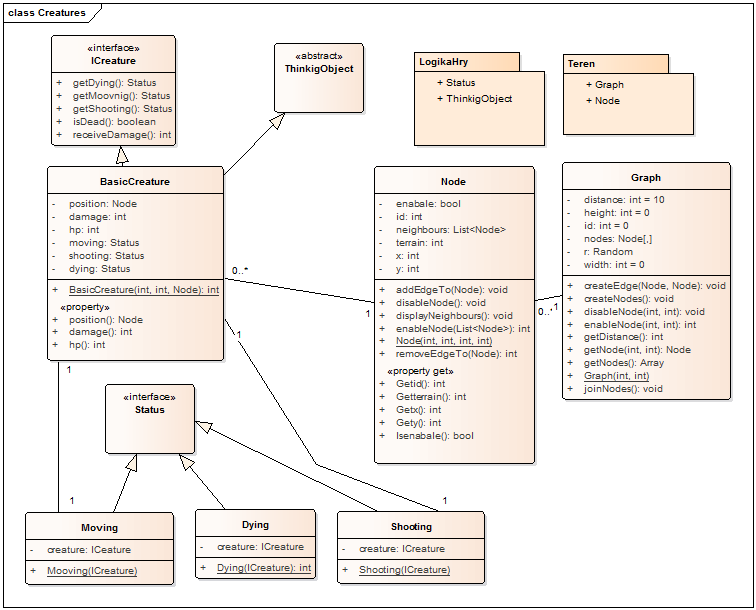 class Creatures
«interface»
ICreature
+ getDying(): Status
+ getMoovnig(): Status
+ getShooting(): Status
+ isDead(): boolean
+ receiveDamage(): int
«abstract»
ThinkigObject
LogikaHry
+ Status
+ ThinkigObject
Teren
+ Graph
+ Node
BasicCreature
- position: Node
- damage: int
- hp: int
- moving: Status
- shooting: Status
- dying: Status
+ BasicCreature(int, int, Node): int
«property»
+ position(): Node
+ damage(): int
+ hp(): int
Node
- enabale: bool
- id: int
- neighbours: List<Node>
- terrain: int
- x: int
- y: int
+ addEdgeTo(Node): void
+ disableNode(): void
+ displayNeighbours(): void
+ enableNode(List<Node>): int
+ Node(int, int, int, int)
+ removeEdgeTo(Node): int
«property get»
+ Getid(): int
+ Getterrain(): int
+ Getx(): int
+ Gety(): int
+ Isenabale(): bool
Graph
- distance: int = 10
- height: int = 0
- id: int = 0
- nodes: Node[,]
- r: Random
- width: int = 0
+ createEdge(Node, Node): void
+ createNodes(): void
+ disableNode(int, int): void
+ enableNode(int, int): int
+ getDistance(): int
+ getNode(int, int): Node
+ getNodes(): Array
+ Graph(int, int)
+ joinNodes(): void
0..*
1
0..*
1
1
1
«interface»
Status
1
1
Moving
- creature: ICeature
+ Mooving(ICreature)
Dying
- creature: ICreature
+ Dying(ICreature): int
Shooting
- creature: ICreature
+ Shooting(ICreature)